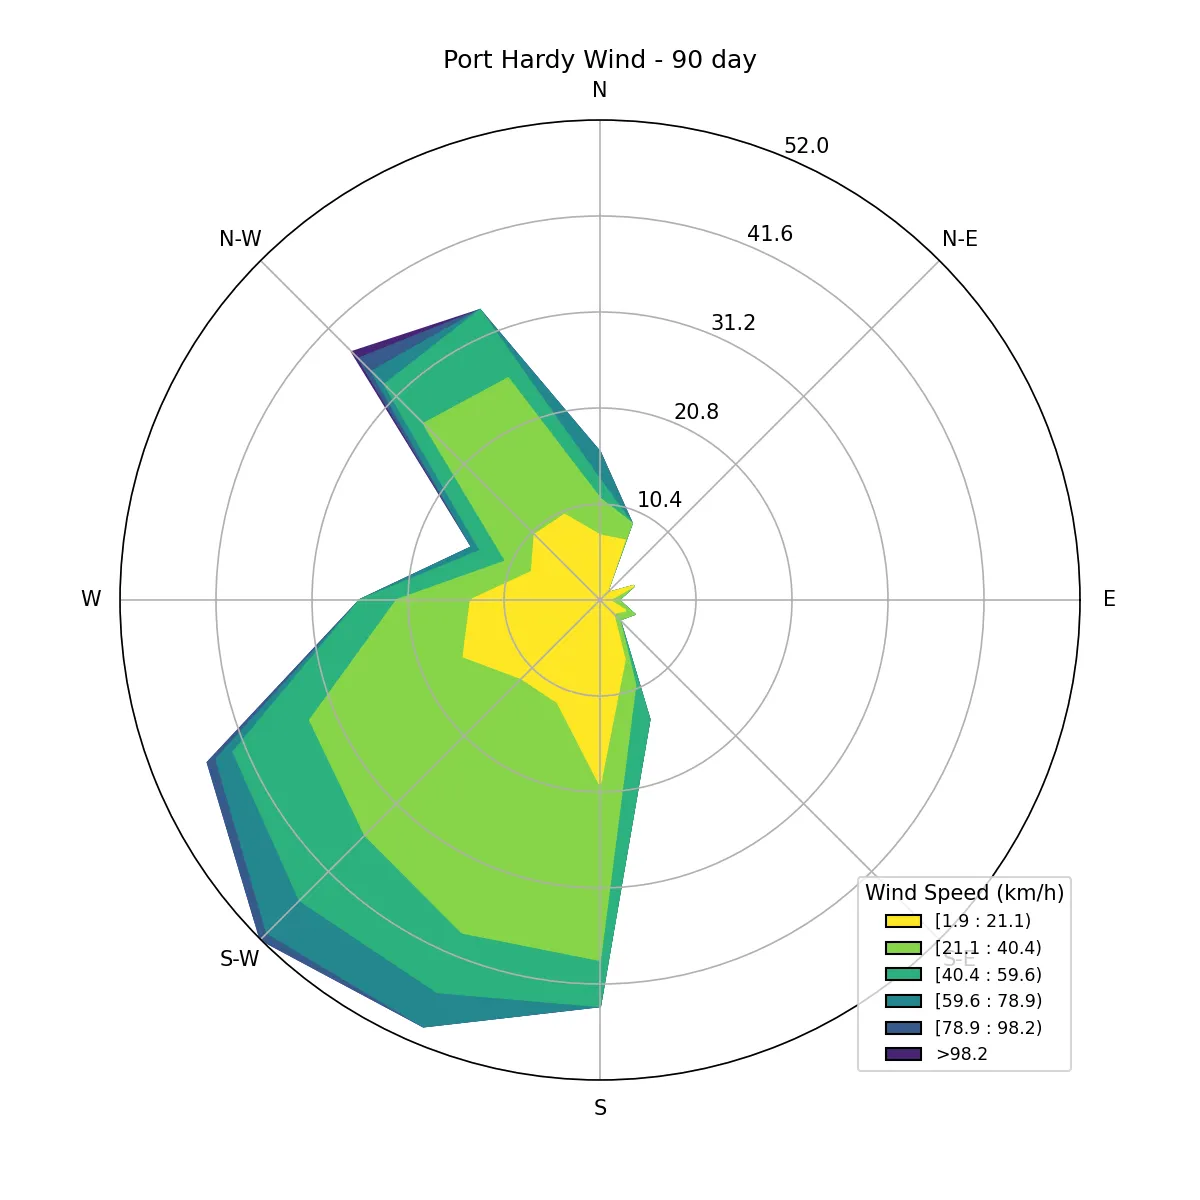 Port Hardy Wind - 90 day
N
52.0
N-W
N-E
41.6
31.2
20.8
10.4
W
E
S-W
S-E
S
Wind Speed (km/h)
[1.9 : 21.1)
[21.1 : 40.4)
[40.4 : 59.6)
[59.6 : 78.9)
[78.9 : 98.2)
>98.2